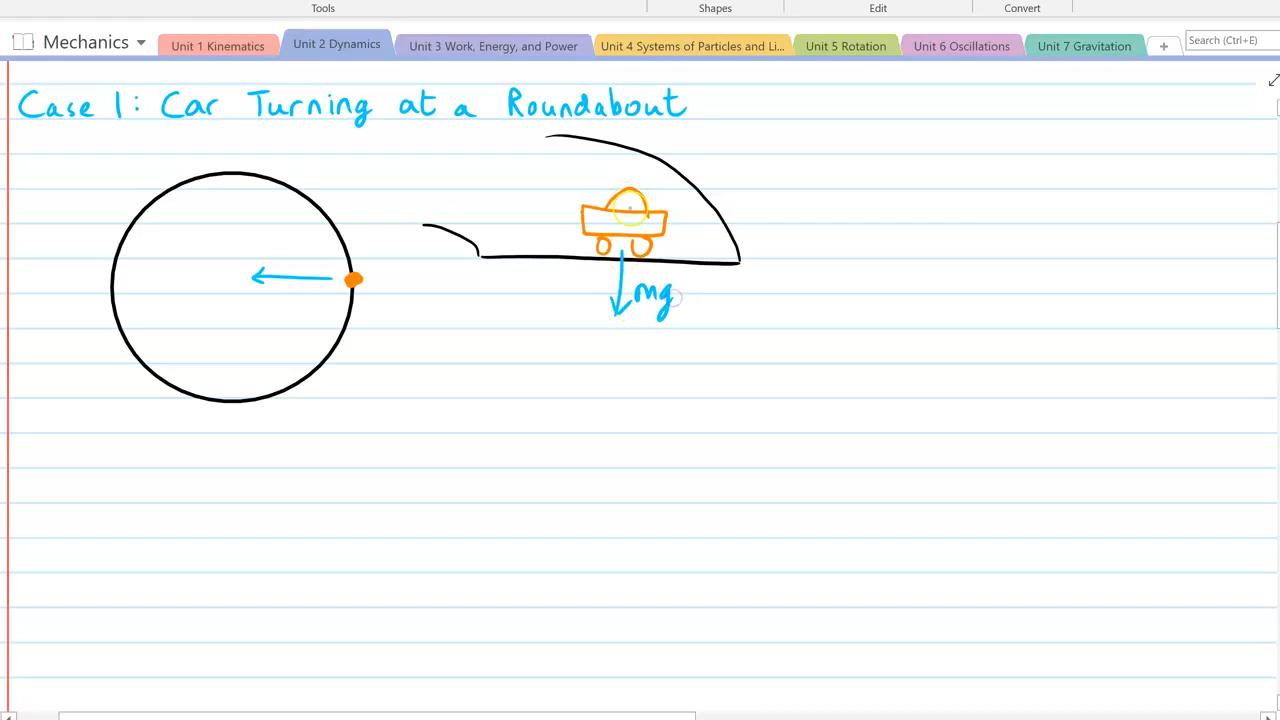 Tools Shapes Edit Convert
Mechanics Unit 1 Kinematics Unit 2 Dynamics Unit 3 Work, Energy, and Power Unit 4 Systems of Particles and Li... Unit 5 Rotation Unit 6 Oscillations Unit 7 Gravitation + Search (Ctrl+E)
Case 1: Car Turning at a Roundabout
mg